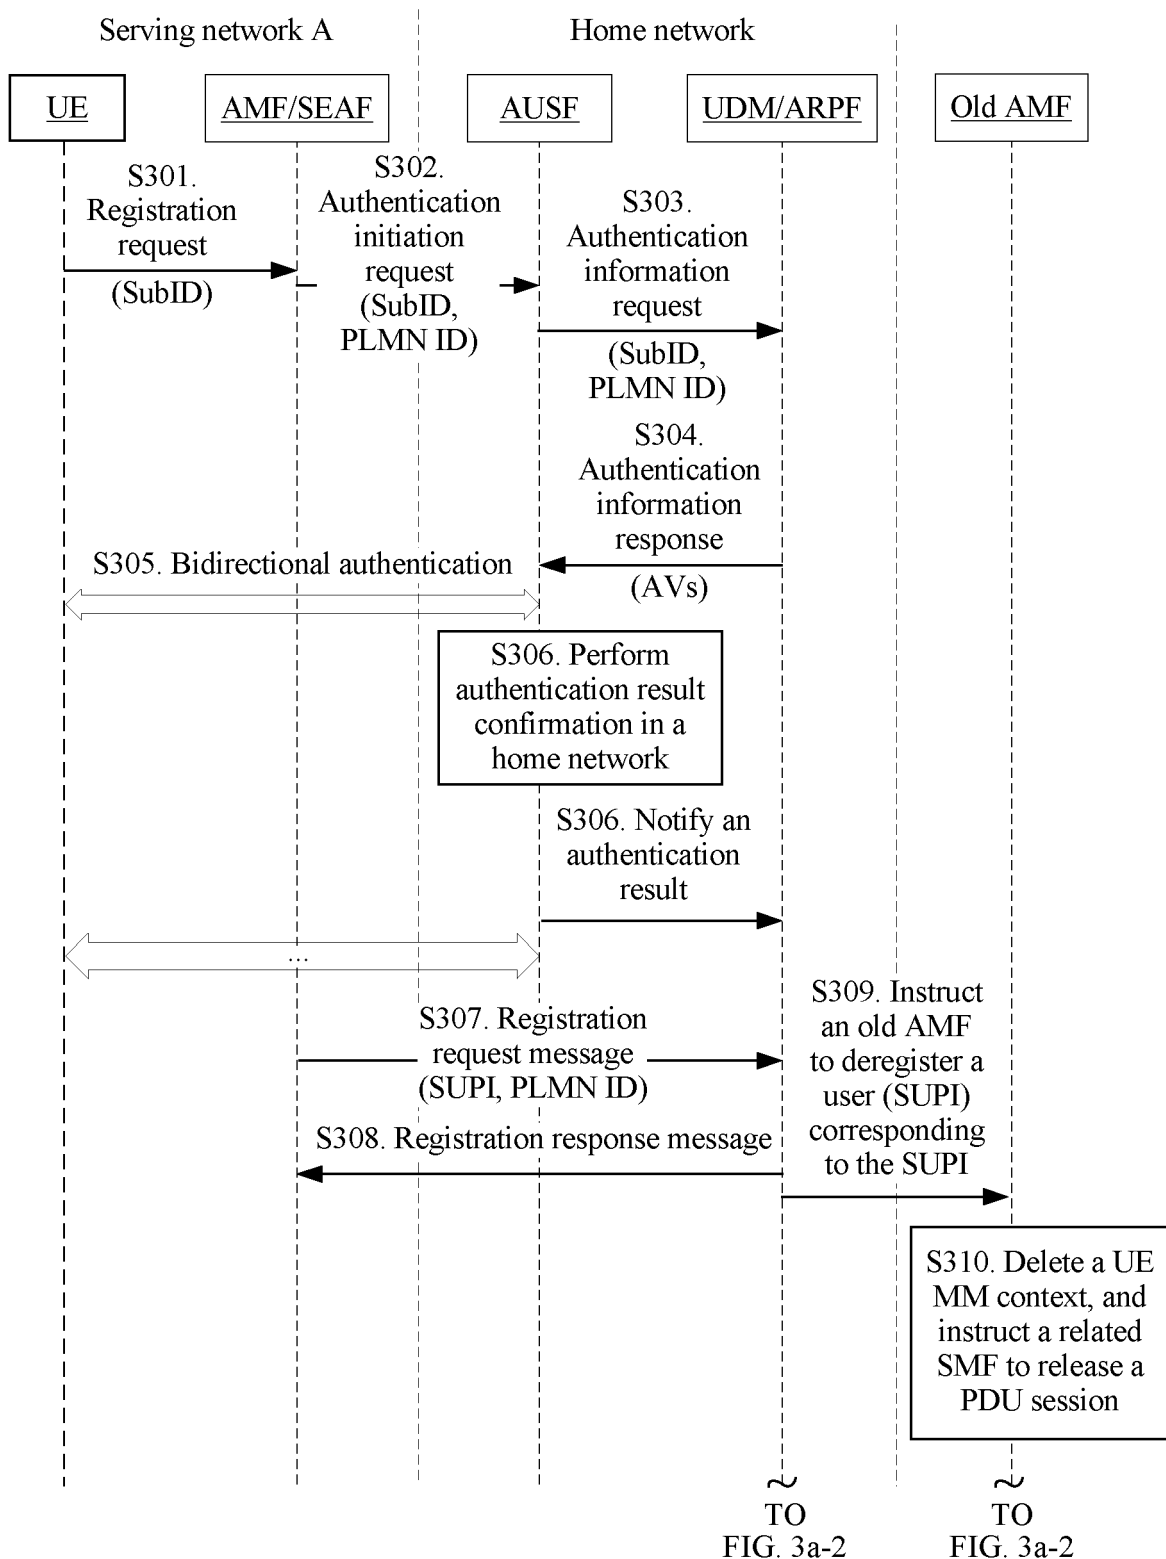 Serving network A
Home network
UE
AMF/SEAF
AUSF
UDM/ARPF
Old AMF
S301.
Registration
request
(SubID)
S302.
Authentication
initiation
request
(SubID,
PLMN ID)
S303.
Authentication
information
request
(SubID,
PLMN ID)
S304.
Authentication
information
response
(AVs)
S305. Bidirectional authentication
S306. Perform
authentication result
confirmation in a
home network
S306. Notify an
authentication
result
...
S307. Registration
request message
(SUPI, PLMN ID)
S308. Registration response message
S309. Instruct
an old AMF
to deregister a
user (SUPI)
corresponding
to the SUPI
S310. Delete a UE
MM context, and
instruct a related
SMF to release a
PDU session
TO
FIG. 3a-2
TO
FIG. 3a-2